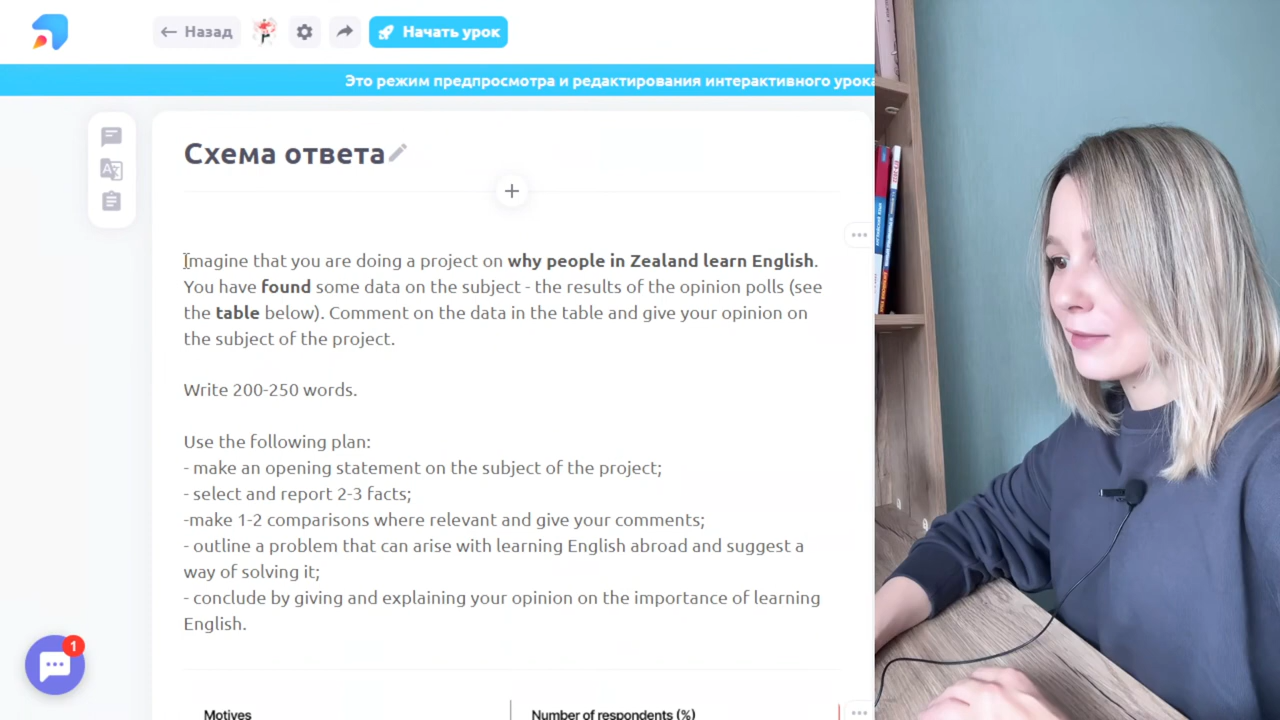 Назад
Начать урок
Это режим предпросмотра и редактирования интерактивного урока
Схема ответа
Imagine that you are doing a project on why people in Zealand learn English.
You have found some data on the subject - the results of the opinion polls (see
the table below). Comment on the data in the table and give your opinion on
the subject of the project.
Write 200-250 words.
Use the following plan:
- make an opening statement on the subject of the project;
- select and report 2-3 facts;
-make 1-2 comparisons where relevant and give your comments;
- outline a problem that can arise with learning English abroad and suggest a
way of solving it;
- conclude by giving and explaining your opinion on the importance of learning
English.
1
Motives
Number of respondents (%)